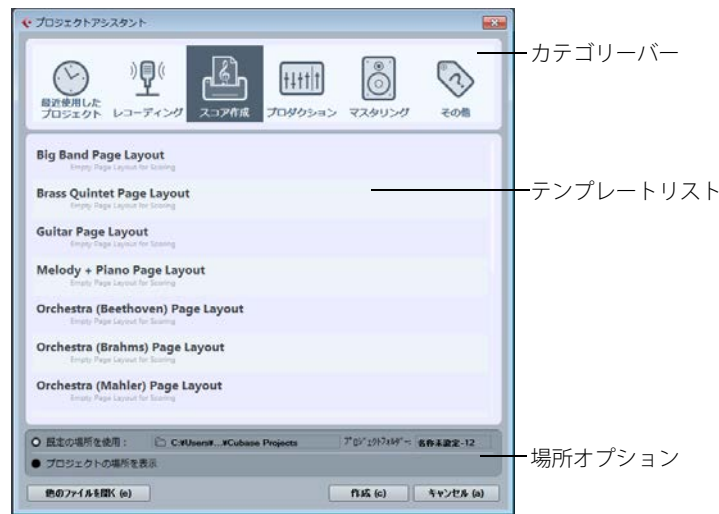 プロジェクトアシスタント
カテゴリーバー
最近使用した
プロジェクト
レコーディング
スコア作成
プロダクション
マスタリング
その他
Big Band Page Layout
Empty Page Layout for Scoring
Brass Quintet Page Layout
Empty Page Layout for Scoring
テンプレートリスト
Guitar Page Layout
Empty Page Layout for Scoring
Melody + Piano Page Layout
Empty Page Layout for Scoring
Orchestra (Beethoven) Page Layout
Empty Page Layout for Scoring
Orchestra (Brahms) Page Layout
Empty Page Layout for Scoring
Orchestra (Mahler) Page Layout
Empty Page Layout for Scoring
既定の場所を使用：
C:¥Users¥...¥Cubase Projects
ﾌﾟﾛｼﾞｪｸﾄﾌｫﾙﾀﾞｰ:
名称未設定-12
プロジェクトの場所を表示
場所オプション
他のファイルを開く (o)
作成 (c)
キャンセル (a)